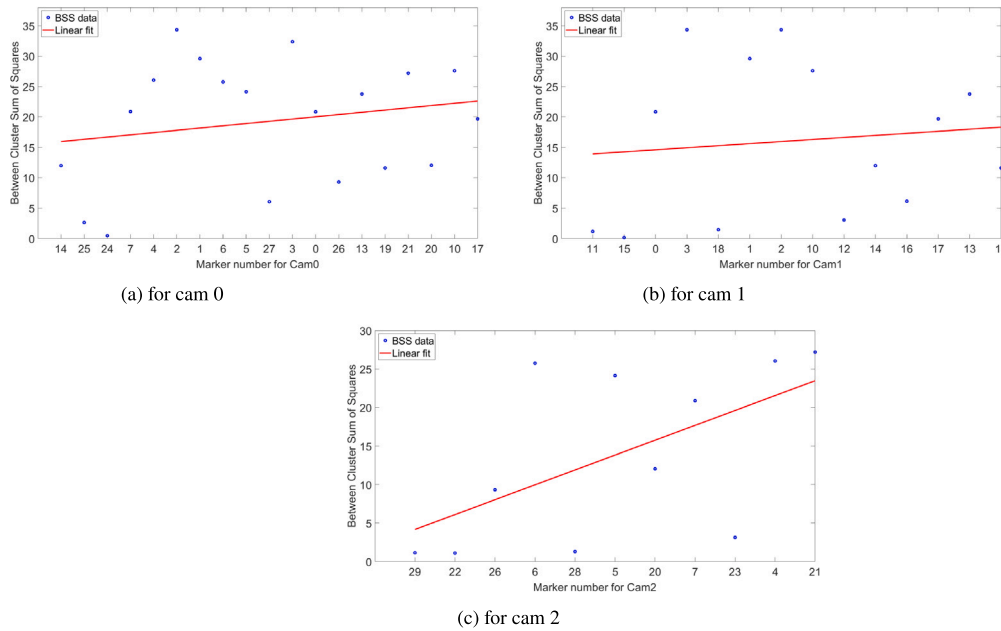 BSS data
Linear fit
Between Cluster Sum of Squares
35
30
25
20
15
10
5
0
14 25 24 7 4 2 1 6 5 27 3 0 26 13 19 21 20 10 17
Marker number for Cam0
(a) for cam 0
BSS data
Linear fit
Between Cluster Sum of Squares
35
30
25
20
15
10
5
0
11 15 0 3 18 1 2 10 12 14 16 17 13
Marker number for Cam1
(b) for cam 1
BSS data
Linear fit
Between Cluster Sum of Squares
30
25
20
15
10
5
0
29 22 26 6 28 5 20 7 23 4 21
Marker number for Cam2
(c) for cam 2